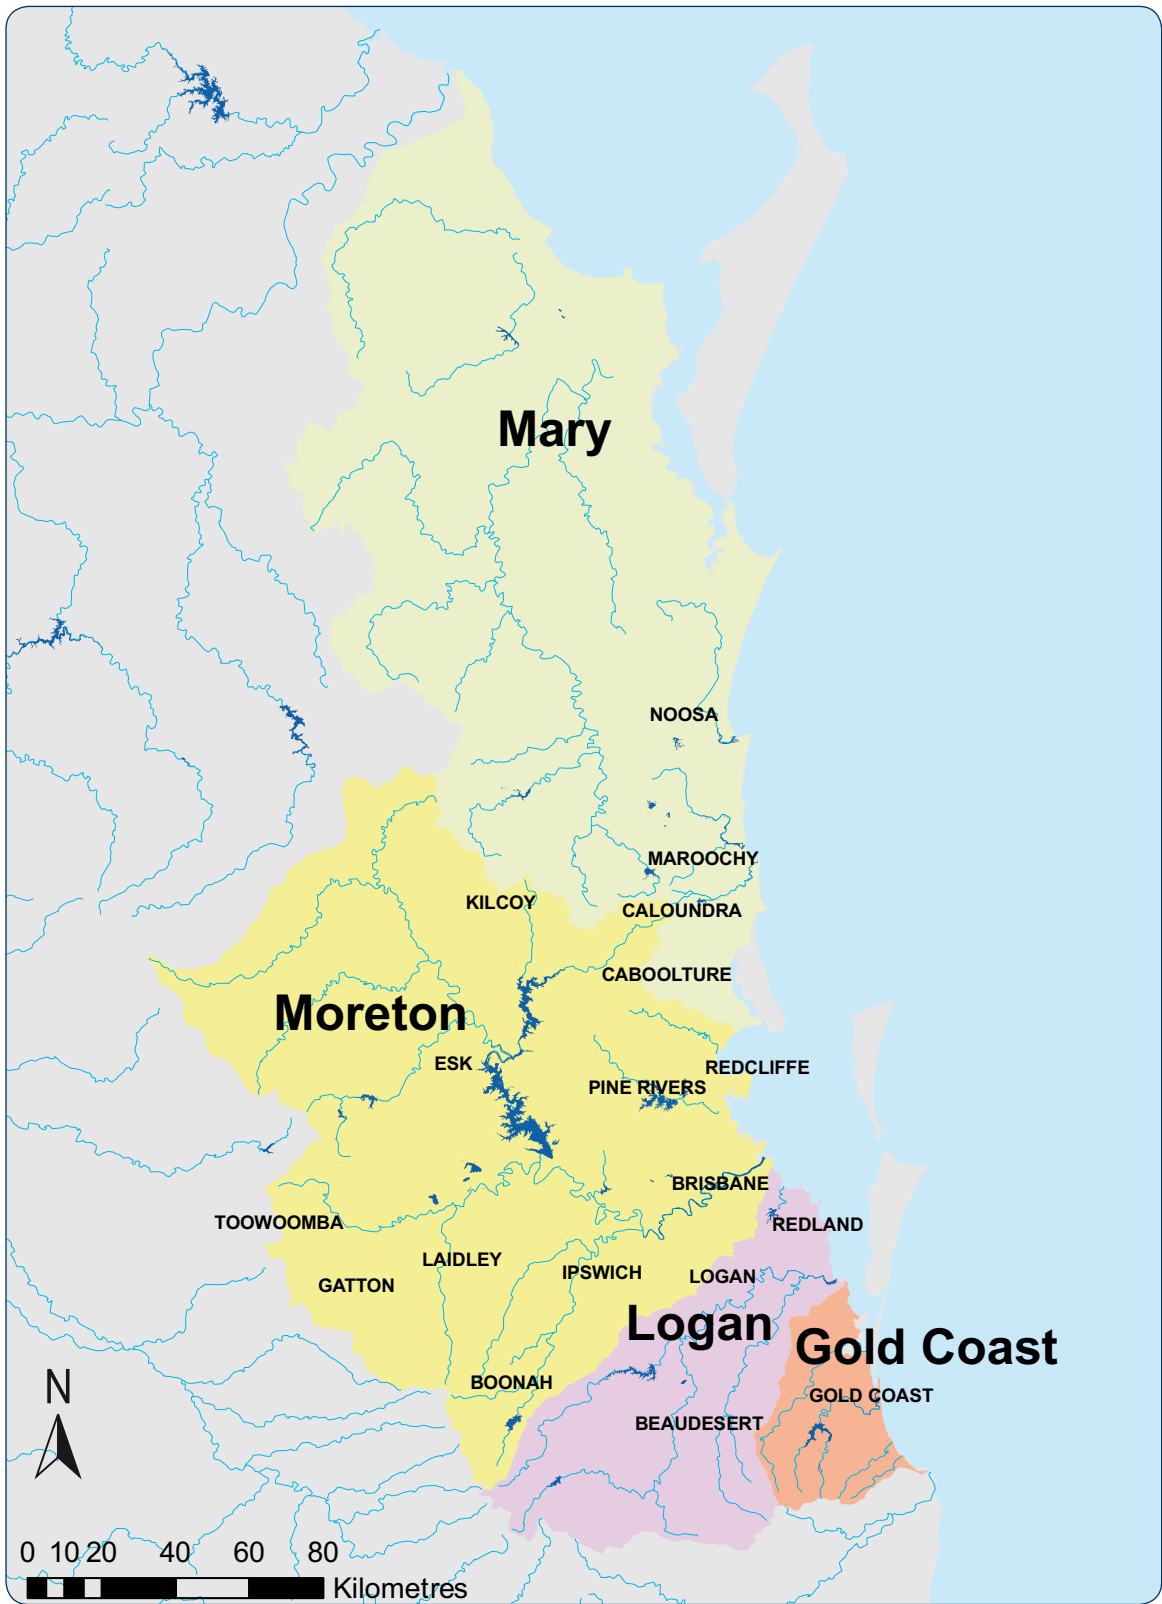 Mary
NOOSA
MAROOCHY
KILCOY
CALOUNDRA
CABOOLTURE
Moreton
ESK
REDCLIFFE
PINE RIVERS
BRISBANE
TOOWOOMBA
REDLAND
LAIDLEY
IPSWICH
LOGAN
GATTON
Logan
Gold Coast
BOONAH
GOLD COAST
BEAUDESERT
N
0 10 20 40 60 80
Kilometres